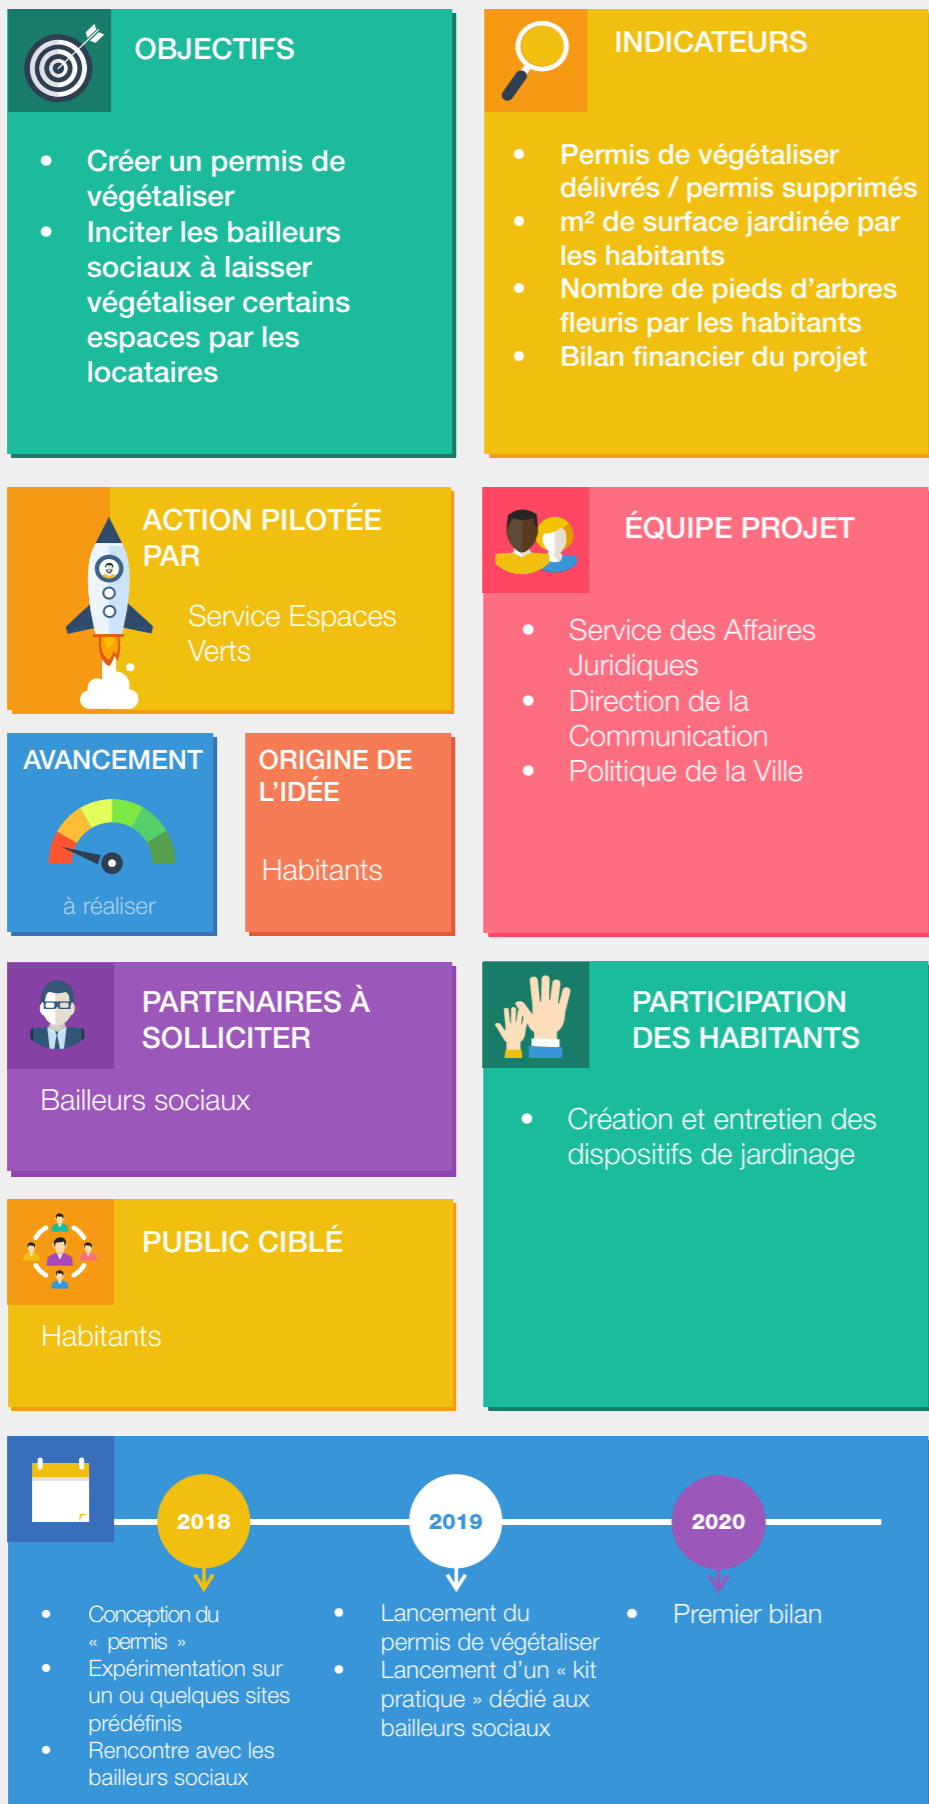 OBJECTIFS
• Créer un permis de
végétaliser
• Inciter les bailleurs
sociaux à laisser
végétaliser certains
espaces par les
locataires
INDICATEURS
• Permis de végétaliser
délivrés / permis supprimés
• m² de surface jardinée par
les habitants
• Nombre de pieds d’arbres
fleuris par les habitants
• Bilan financier du projet
ACTION PILOTÉE
PAR
Service Espaces
Verts
ÉQUIPE PROJET
• Service des Affaires
Juridiques
• Direction de la
Communication
• Politique de la Ville
AVANCEMENT
à réaliser
ORIGINE DE
L’IDÉE
Habitants
PARTENAIRES À
SOLLICITER
Bailleurs sociaux
PARTICIPATION
DES HABITANTS
• Création et entretien des
dispositifs de jardinage
PUBLIC CIBLÉ
Habitants
2018
• Conception du
« permis »
• Expérimentation sur
un ou quelques sites
prédéfinis
• Rencontre avec les
bailleurs sociaux
2019
• Lancement du
permis de végétaliser
• Lancement d’un « kit
pratique » dédié aux
bailleurs sociaux
2020
• Premier bilan